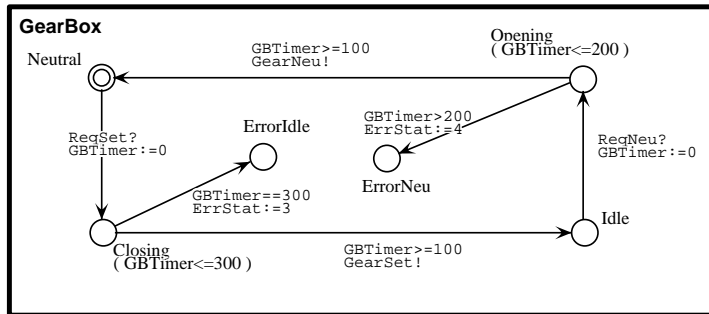 GearBox
Opening
( GBTimer<=200 )
GBTimer>=100
GearNeu!
Neutral
GBTimer>200
ErrStat:=4
ErrorIdle
ReqSet?
GBTimer:=0
ReqNeu?
GBTimer:=0
ErrorNeu
GBTimer==300
ErrStat:=3
Idle
Closing
( GBTimer<=300 )
GBTimer>=100
GearSet!